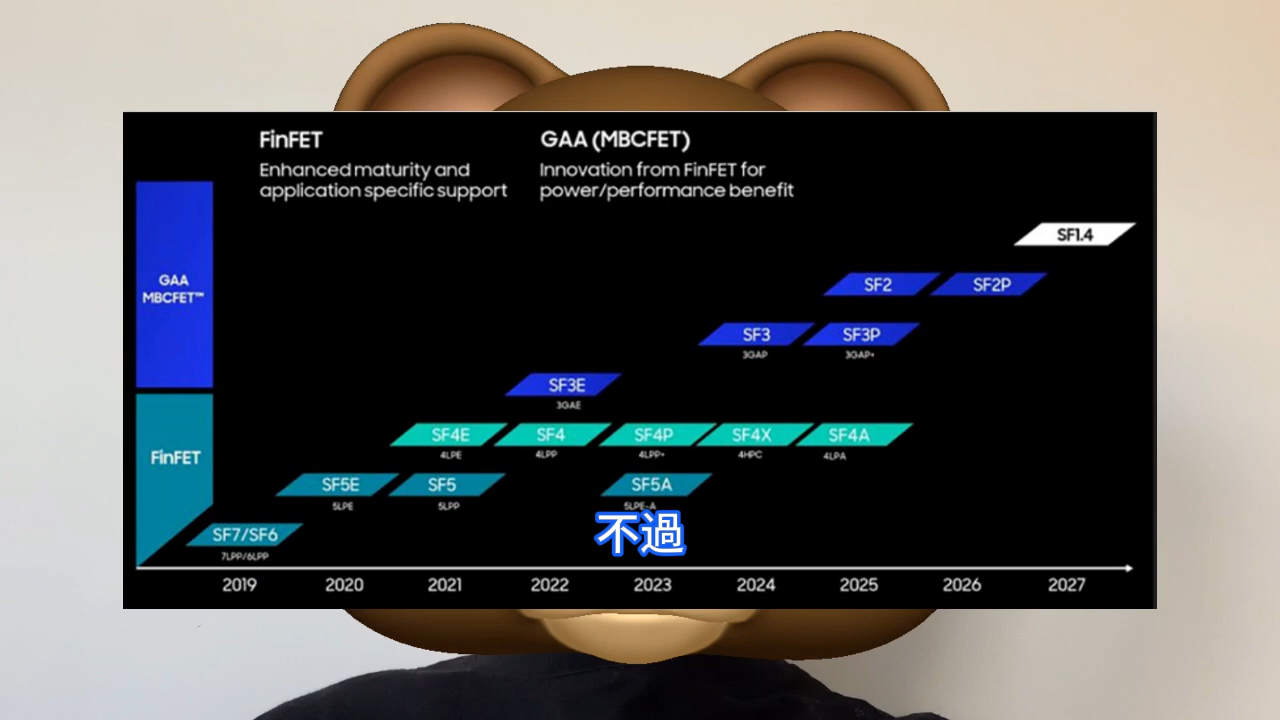 FinFET
Enhanced maturity and
application specific support
GAA (MBCFET)
Innovation from FinFET for
power/performance benefit
GAA
MBCFET™
FinFET
SF1.4
SF2
SF2P
SF3
3GAP
SF3P
3GAP+
SF3E
3GAE
SF4E
4LPE
SF4
4LPP
SF4P
4LPP+
SF4X
4HPC
SF4A
4LPA
SF5E
5LPE
SF5
5LPP
SF5A
5LPE-A
SF7/SF6
7LPP/6LPP
不過
2019
2020
2021
2022
2023
2024
2025
2026
2027